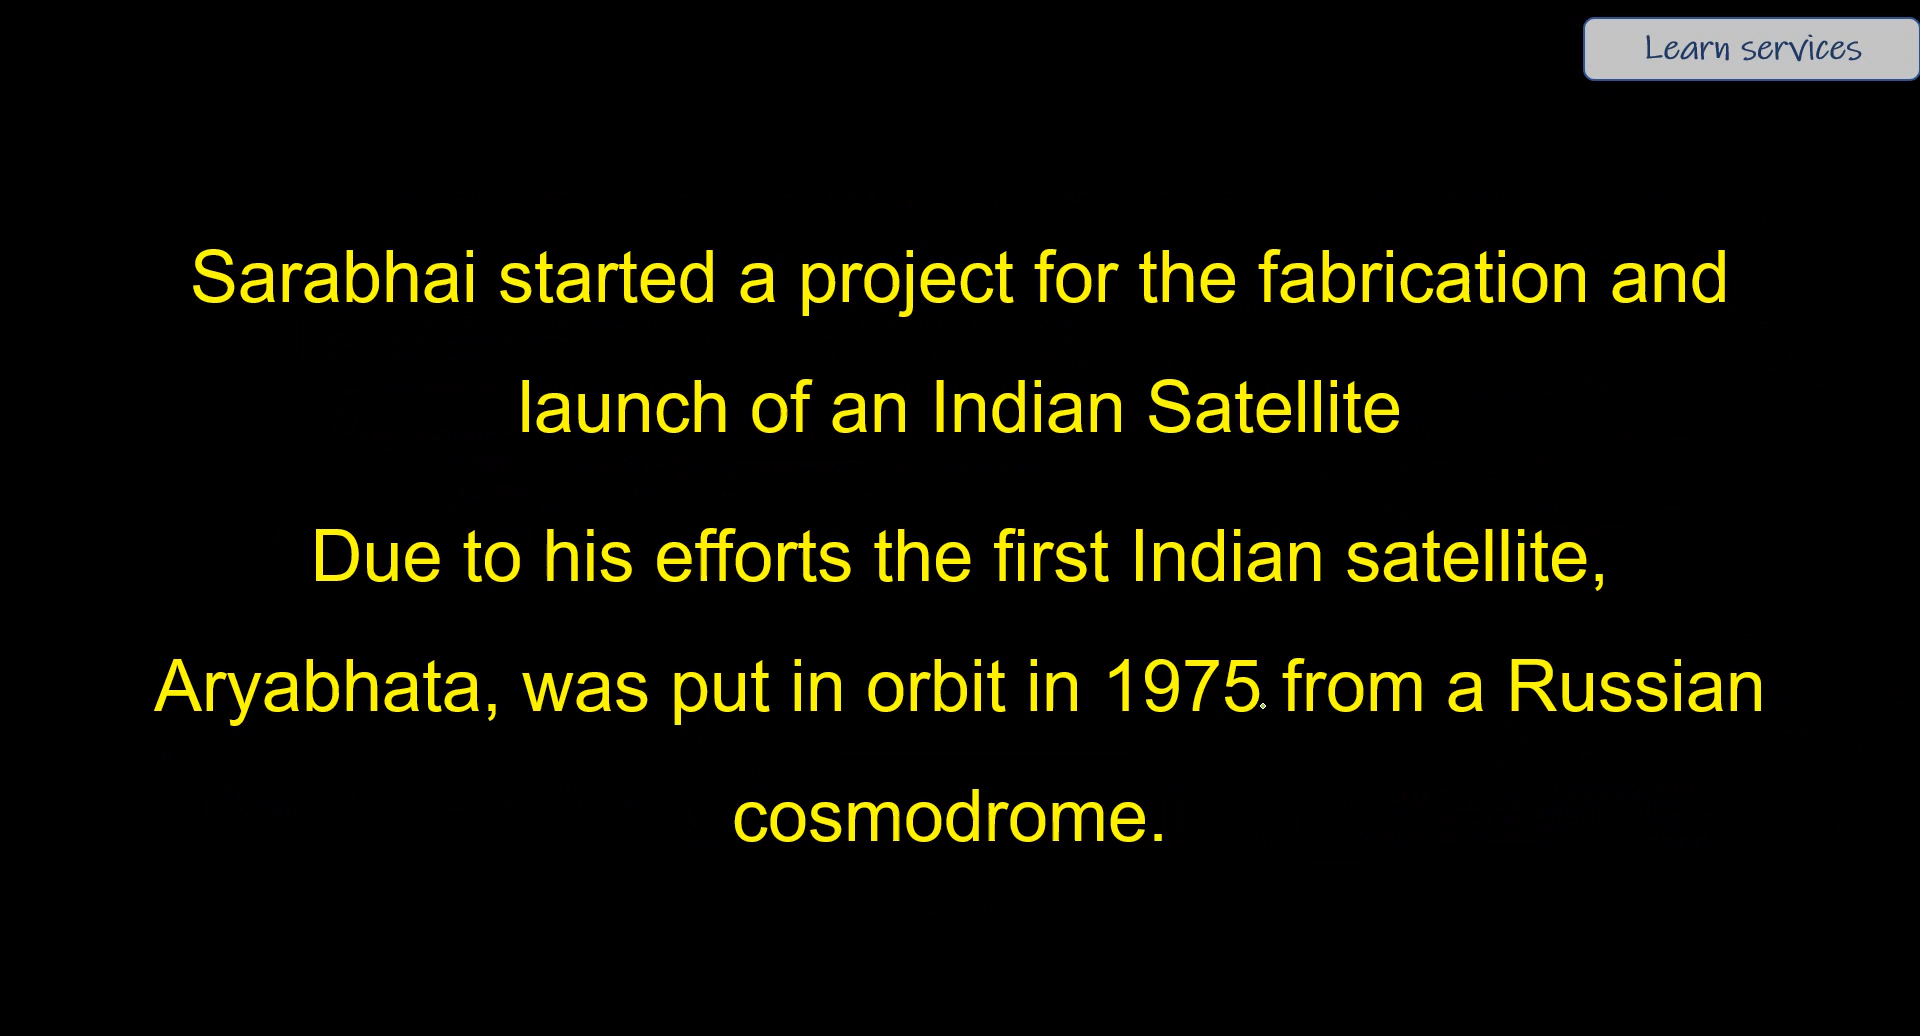 Learn services
Sarabhai started a project for the fabrication and
launch of an Indian Satellite
Due to his efforts the first Indian satellite,
Aryabhata, was put in orbit in 1975 from a Russian
cosmodrome.